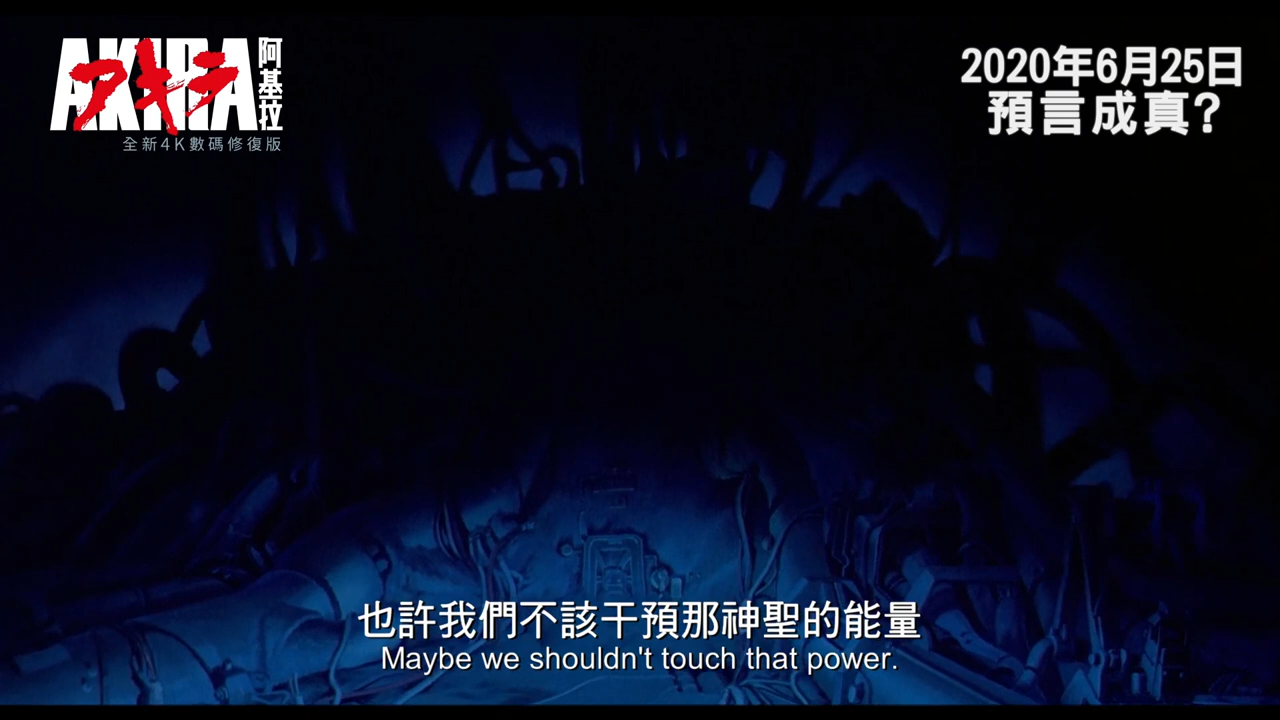 AKIRA
アキラ
阿基拉
全新4K數碼修復版
2020年6月25日
預言成真?
也許我們不該干預那神聖的能量
Maybe we shouldn't touch that power.